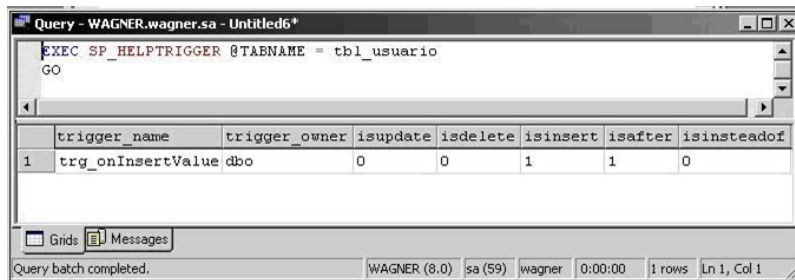 Query - WAGNER.wagner.sa - Untitled6*
EXEC SP_HELPTRIGGER @TABNAME = tbl_usuario
GO
trigger_name trigger_owner isupdate isdelete isinsert isafter isinsteadof
1 trg_onInsertValue dbo 0 0 1 1 0
Grids Messages
Query batch completed. WAGNER (8.0) sa (59) wagner 0:00:00 1 rows Ln 1, Col 1